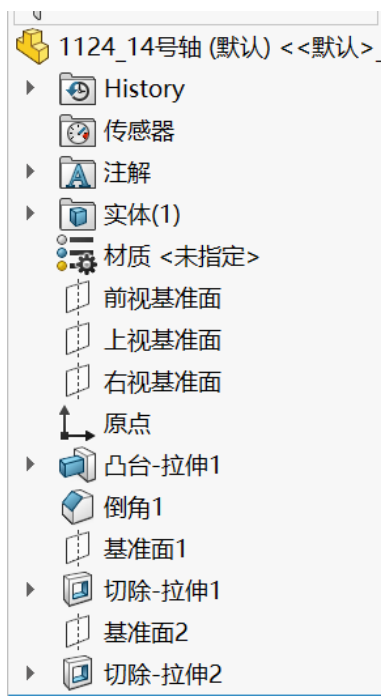 1124_14号轴 (默认) <<默认>_
History
传感器
注解
实体(1)
材质 <未指定>
前视基准面
上视基准面
右视基准面
原点
凸台-拉伸1
倒角1
基准面1
切除-拉伸1
基准面2
切除-拉伸2